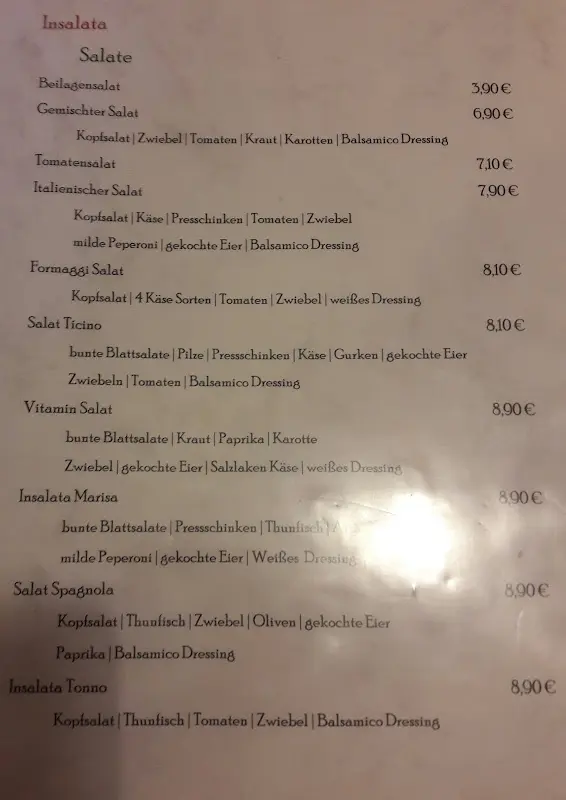 Insalata
Salate
Beilagensalat 3,90 €
Gemischter Salat 6,90 €
Kopfsalat | Zwiebel | Tomaten | Kraut | Karotten | Balsamico Dressing
Tomatensalat 7,10 €
Italienischer Salat 7,90 €
Kopfsalat | Käse | Presschinken | Tomaten | Zwiebel
milde Peperoni | gekochte Eier | Balsamico Dressing
Formaggi Salat 8,10 €
Kopfsalat | 4 Käse Sorten | Tomaten | Zwiebel | weißes Dressing
Salat Ticino 8,10 €
bunte Blattsalate | Pilze | Pressschinken | Käse | Gurken | gekochte Eier
Zwiebeln | Tomaten | Balsamico Dressing
Vitamin Salat 8,90 €
bunte Blattsalate | Kraut | Paprika | Karotte
Zwiebel | gekochte Eier | Salzlaken Käse | weißes Dressing
Insalata Marisa 8,90 €
bunte Blattsalate | Pressschinken | Thunfisch |
milde Peperoni | gekochte Eier | Weißes Dressing
Salat Spagnola 8,90 €
Kopfsalat | Thunfisch | Zwiebel | Oliven | gekochte Eier
Paprika | Balsamico Dressing
Insalata Tonno 8,90 €
Kopfsalat | Thunfisch | Tomaten | Zwiebel | Balsamico Dressing